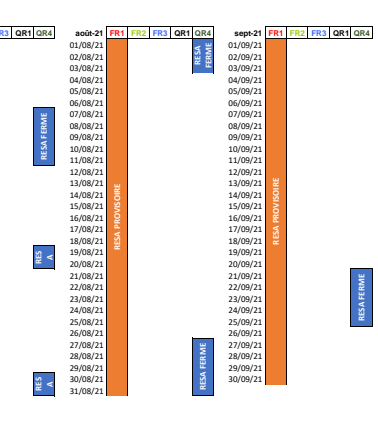 R3 QR1 QR4 août-21 FR1 FR2 FR3 QR1 QR4 sept-21 FR1 FR2 FR3 QR1 QR4
01/08/21 01/09/21
02/08/21 02/09/21
03/08/21 03/09/21
04/08/21 04/09/21
05/08/21 05/09/21
06/08/21 06/09/21
07/08/21 07/09/21
08/08/21 08/09/21
09/08/21 09/09/21
10/08/21 10/09/21
11/08/21 11/09/21
12/08/21 12/09/21
13/08/21 13/09/21
14/08/21 14/09/21
15/08/21 15/09/21
16/08/21 16/09/21
17/08/21 17/09/21
18/08/21 18/09/21
19/08/21 19/09/21
20/08/21 20/09/21
21/08/21 21/09/21
22/08/21 22/09/21
23/08/21 23/09/21
24/08/21 24/09/21
25/08/21 25/09/21
26/08/21 26/09/21
27/08/21 27/09/21
28/08/21 28/09/21
29/08/21 29/09/21
30/08/21 30/09/21
31/08/21
RESA FERME
RES
A
RES
A
RESA PROVISOIRE
RESA
FERME
RESA FERME
RESA PROVISOIRE
RESA FERME